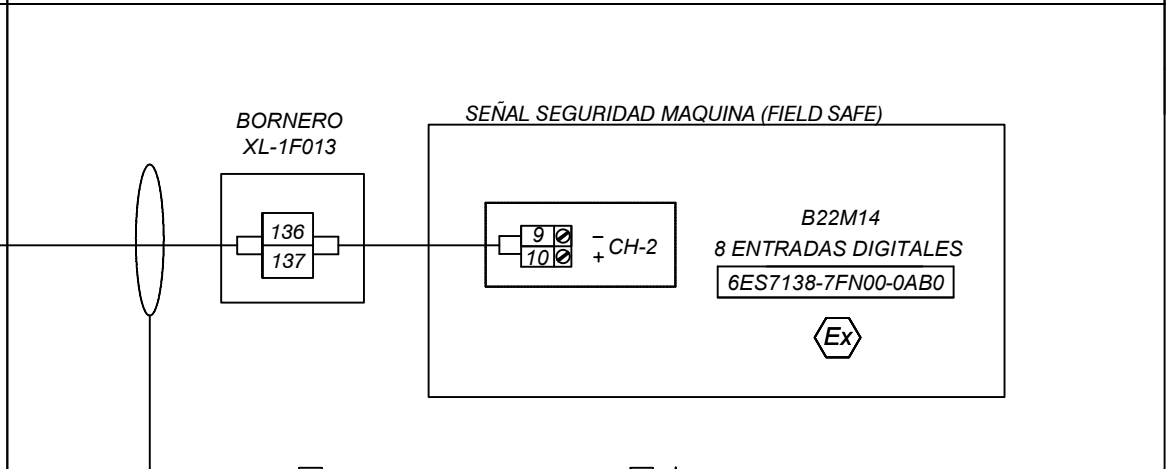 BORNERO
XL-1F013
136
137
SEÑAL SEGURIDAD MAQUINA (FIELD SAFE)
9 –
10 + CH-2
B22M14
8 ENTRADAS DIGITALES
6ES7138-7FN00-0AB0
Ex